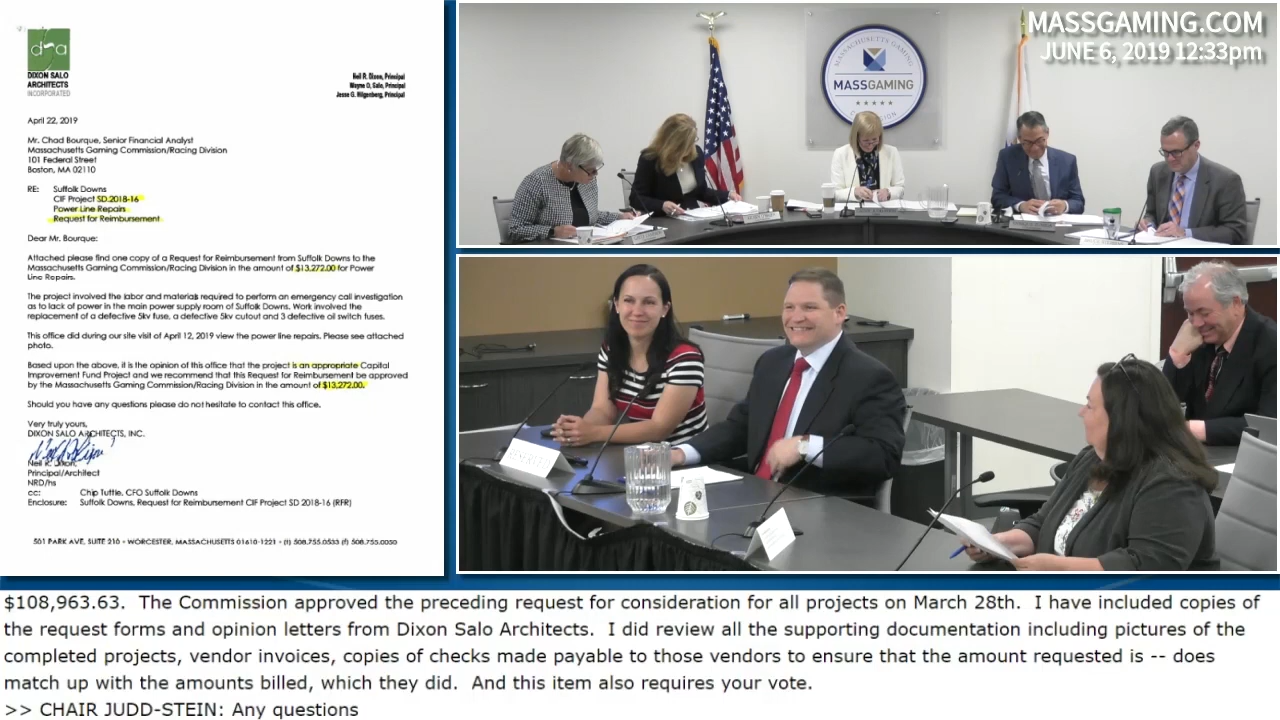 dsa
DIXON SALO
ARCHITECTS
INCORPORATED
Neil R. Dixon, Principal
Wayne O. Salo, Principal
Jesse G. Hilgenberg, Principal
April 22, 2019
Mr. Chad Bourque, Senior Financial Analyst
Massachusetts Gaming Commission/Racing Division
101 Federal Street
Boston, MA 02110
RE: Suffolk Downs
CIF Project SD 2018-16
Power Line Repairs
Request for Reimbursement
Dear Mr. Bourque:
Attached please find one copy of a Request for Reimbursement from Suffolk Downs to the
Massachusetts Gaming Commission/Racing Division in the amount of $13,272.00 for Power
Line Repairs.
The project involved the labor and materials required to perform an emergency call investigation
as to lack of power in the main power supply room of Suffolk Downs. Work involved the
replacement of a defective 5kv fuse, a defective 5kv cutout and 3 defective oil switch fuses.
This office did during our site visit of April 12, 2019 view the power line repairs. Please see attached
photo.
Based upon the above, it is the opinion of this office that the project is an appropriate Capital
Improvement Fund Project and we recommend that this Request for Reimbursement be approved
by the Massachusetts Gaming Commission/Racing Division in the amount of $13,272.00.
Should you have any questions please do not hesitate to contact this office.
Very truly yours,
DIXON SALO ARCHITECTS, INC.
Neil R. Dixon,
Principal/Architect
NRD/hs
cc: Chip Tuttle, CFO Suffolk Downs
Enclosure: Suffolk Downs, Request for Reimbursement CIF Project SD 2018-16 (RFR)
501 PARK AVE, SUITE 210 • WORCESTER, MASSACHUSETTS 01610-1221 • (t) 508.755.0533 (f) 508.755.0050
MASSGAMING.COM
JUNE 6, 2019 12:33pm
MASSACHUSETTS GAMING
MASSGAMING
COMMISSION
RESERVED
$108,963.63. The Commission approved the preceding request for consideration for all projects on March 28th. I have included copies of
the request forms and opinion letters from Dixon Salo Architects. I did review all the supporting documentation including pictures of the
completed projects, vendor invoices, copies of checks made payable to those vendors to ensure that the amount requested is -- does
match up with the amounts billed, which they did. And this item also requires your vote.
>> CHAIR JUDD-STEIN: Any questions